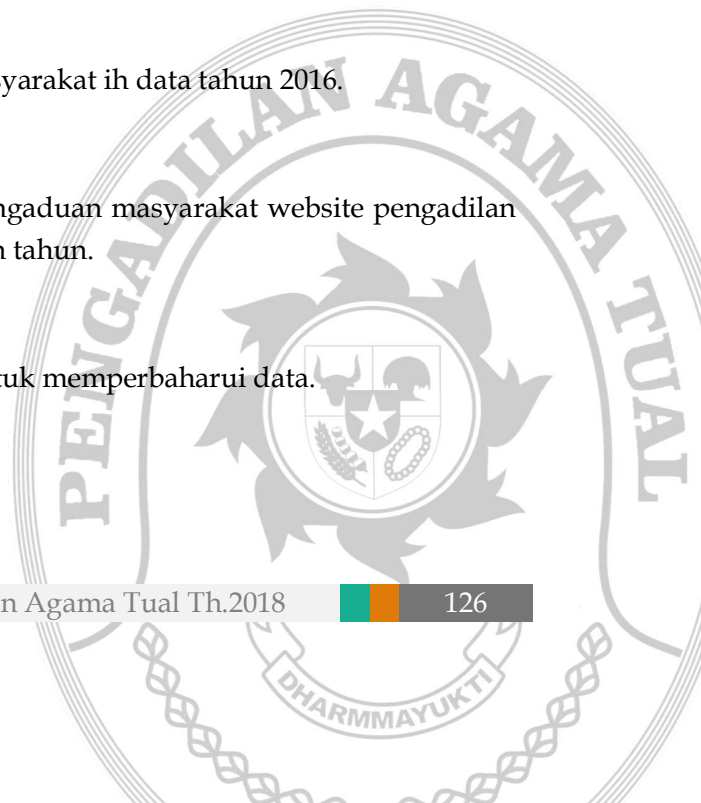 syarakat ih data tahun 2016.
ngaduan masyarakat website pengadilan
n tahun.
tuk memperbaharui data.
n Agama Tual Th.2018 126
PENGADILAN AGAMA TUAL
DHARMMAYUKTI